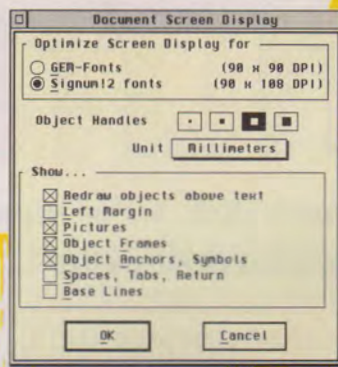 Document Screen Display
Optimize Screen Display for
GEM-Fonts (90 x 90 DPI)
Signum!2 fonts (90 x 108 DPI)
Object Handles
Unit Millimeters
Show...
Redraw objects above text
Left Margin
Pictures
Object Frames
Object Anchors, Symbols
Spaces, Tabs, Return
Base Lines
OK Cancel